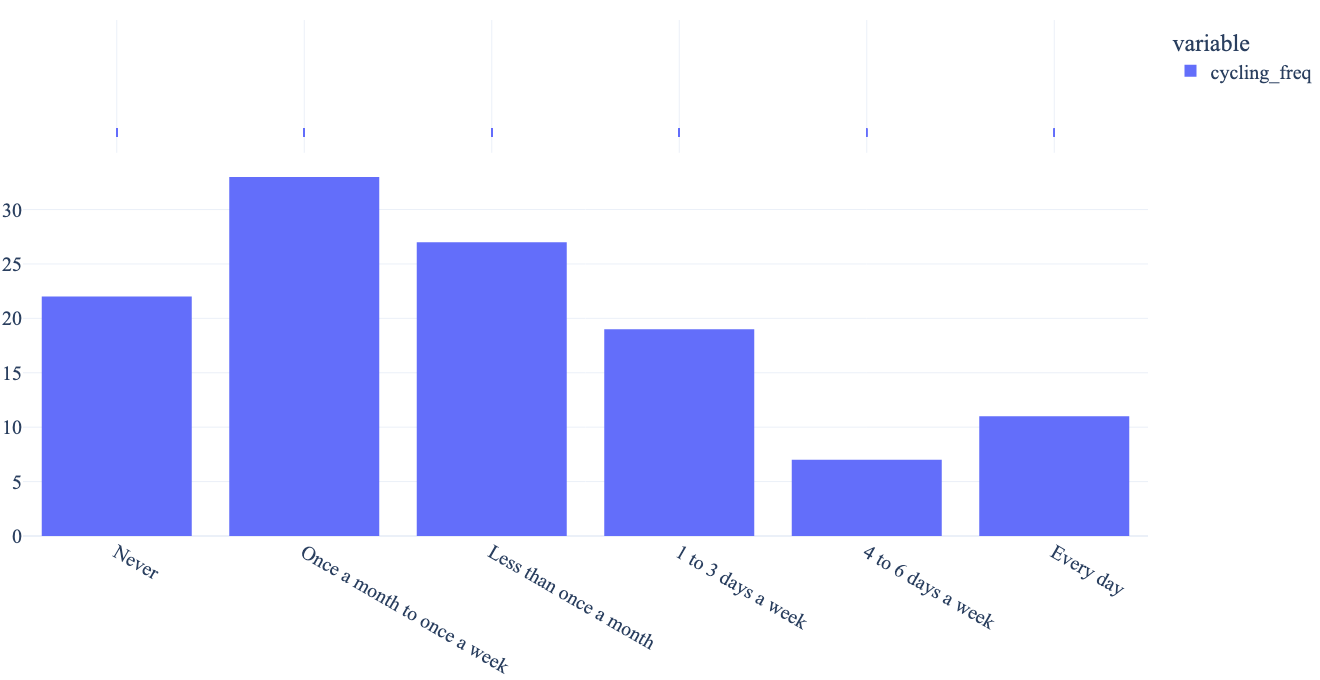 variable
cycling_freq
30
25
20
15
10
5
0
Never
Once a month to once a week
Less than once a month
1 to 3 days a week
4 to 6 days a week
Every day